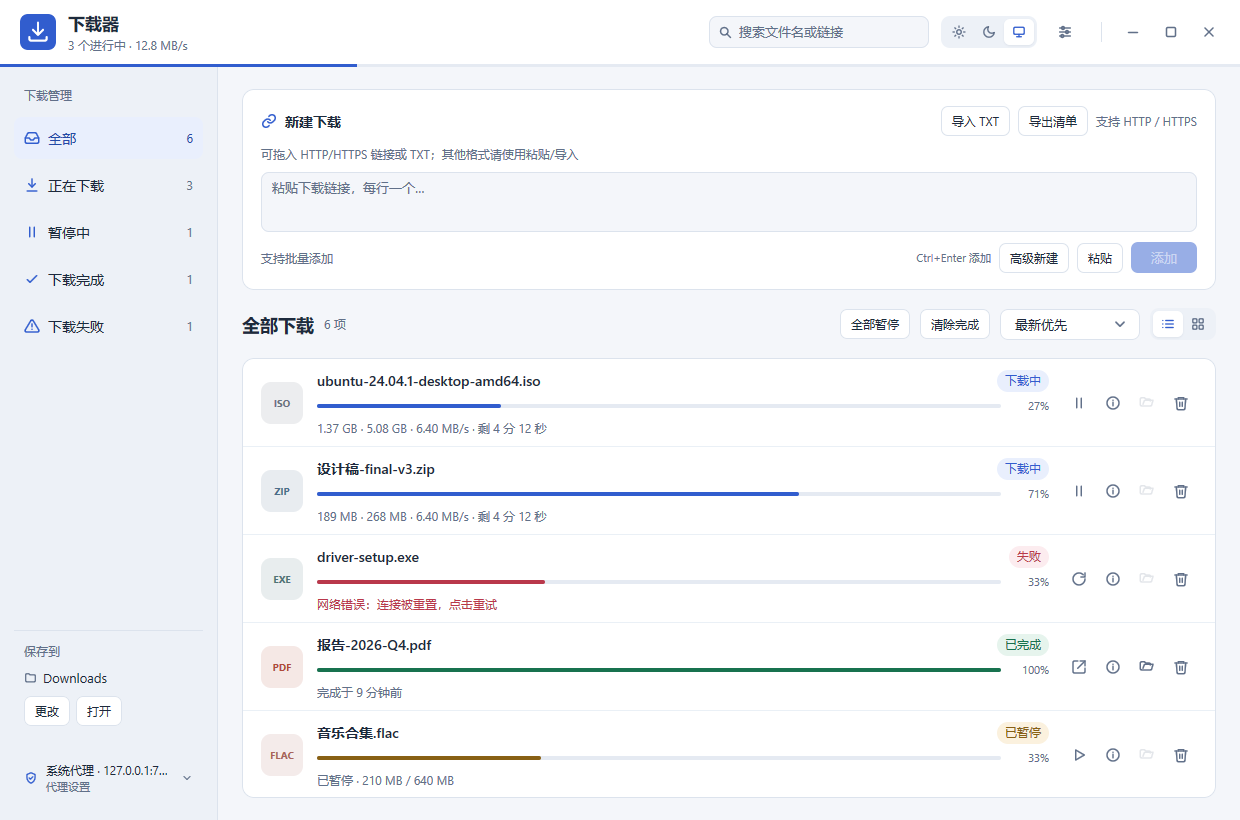 下载器
3 个进行中 · 12.8 MB/s
搜索文件名或链接
下载管理
全部 6
正在下载 3
暂停中 1
下载完成 1
下载失败 1
保存到
Downloads
更改 打开
系统代理 · 127.0.0.1:7...
代理设置
新建下载 导入 TXT 导出清单 支持 HTTP / HTTPS
可拖入 HTTP/HTTPS 链接或 TXT；其他格式请使用粘贴/导入
粘贴下载链接，每行一个...
支持批量添加 Ctrl+Enter 添加 高级新建 粘贴 添加
全部下载 6 项 全部暂停 清除完成 最新优先
ISO
ubuntu-24.04.1-desktop-amd64.iso 下载中
27%
1.37 GB · 5.08 GB · 6.40 MB/s · 剩 4 分 12 秒
ZIP
设计稿-final-v3.zip 下载中
71%
189 MB · 268 MB · 6.40 MB/s · 剩 4 分 12 秒
EXE
driver-setup.exe 失败
33%
网络错误：连接被重置，点击重试
PDF
报告-2026-Q4.pdf 已完成
100%
完成于 9 分钟前
FLAC
音乐合集.flac 已暂停
33%
已暂停 · 210 MB / 640 MB